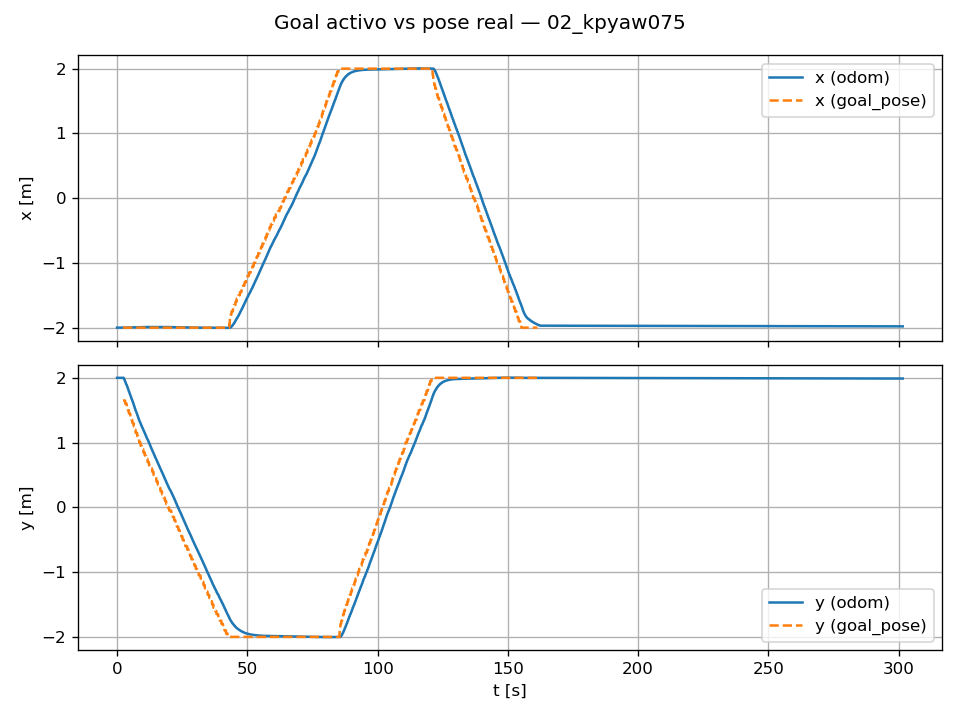 Goal activo vs pose real — 02_kpyaw075
2
1
0
−1
−2
x [m]
x (odom)
x (goal_pose)
2
1
0
−1
−2
y [m]
y (odom)
y (goal_pose)
0 50 100 150 200 250 300
t [s]